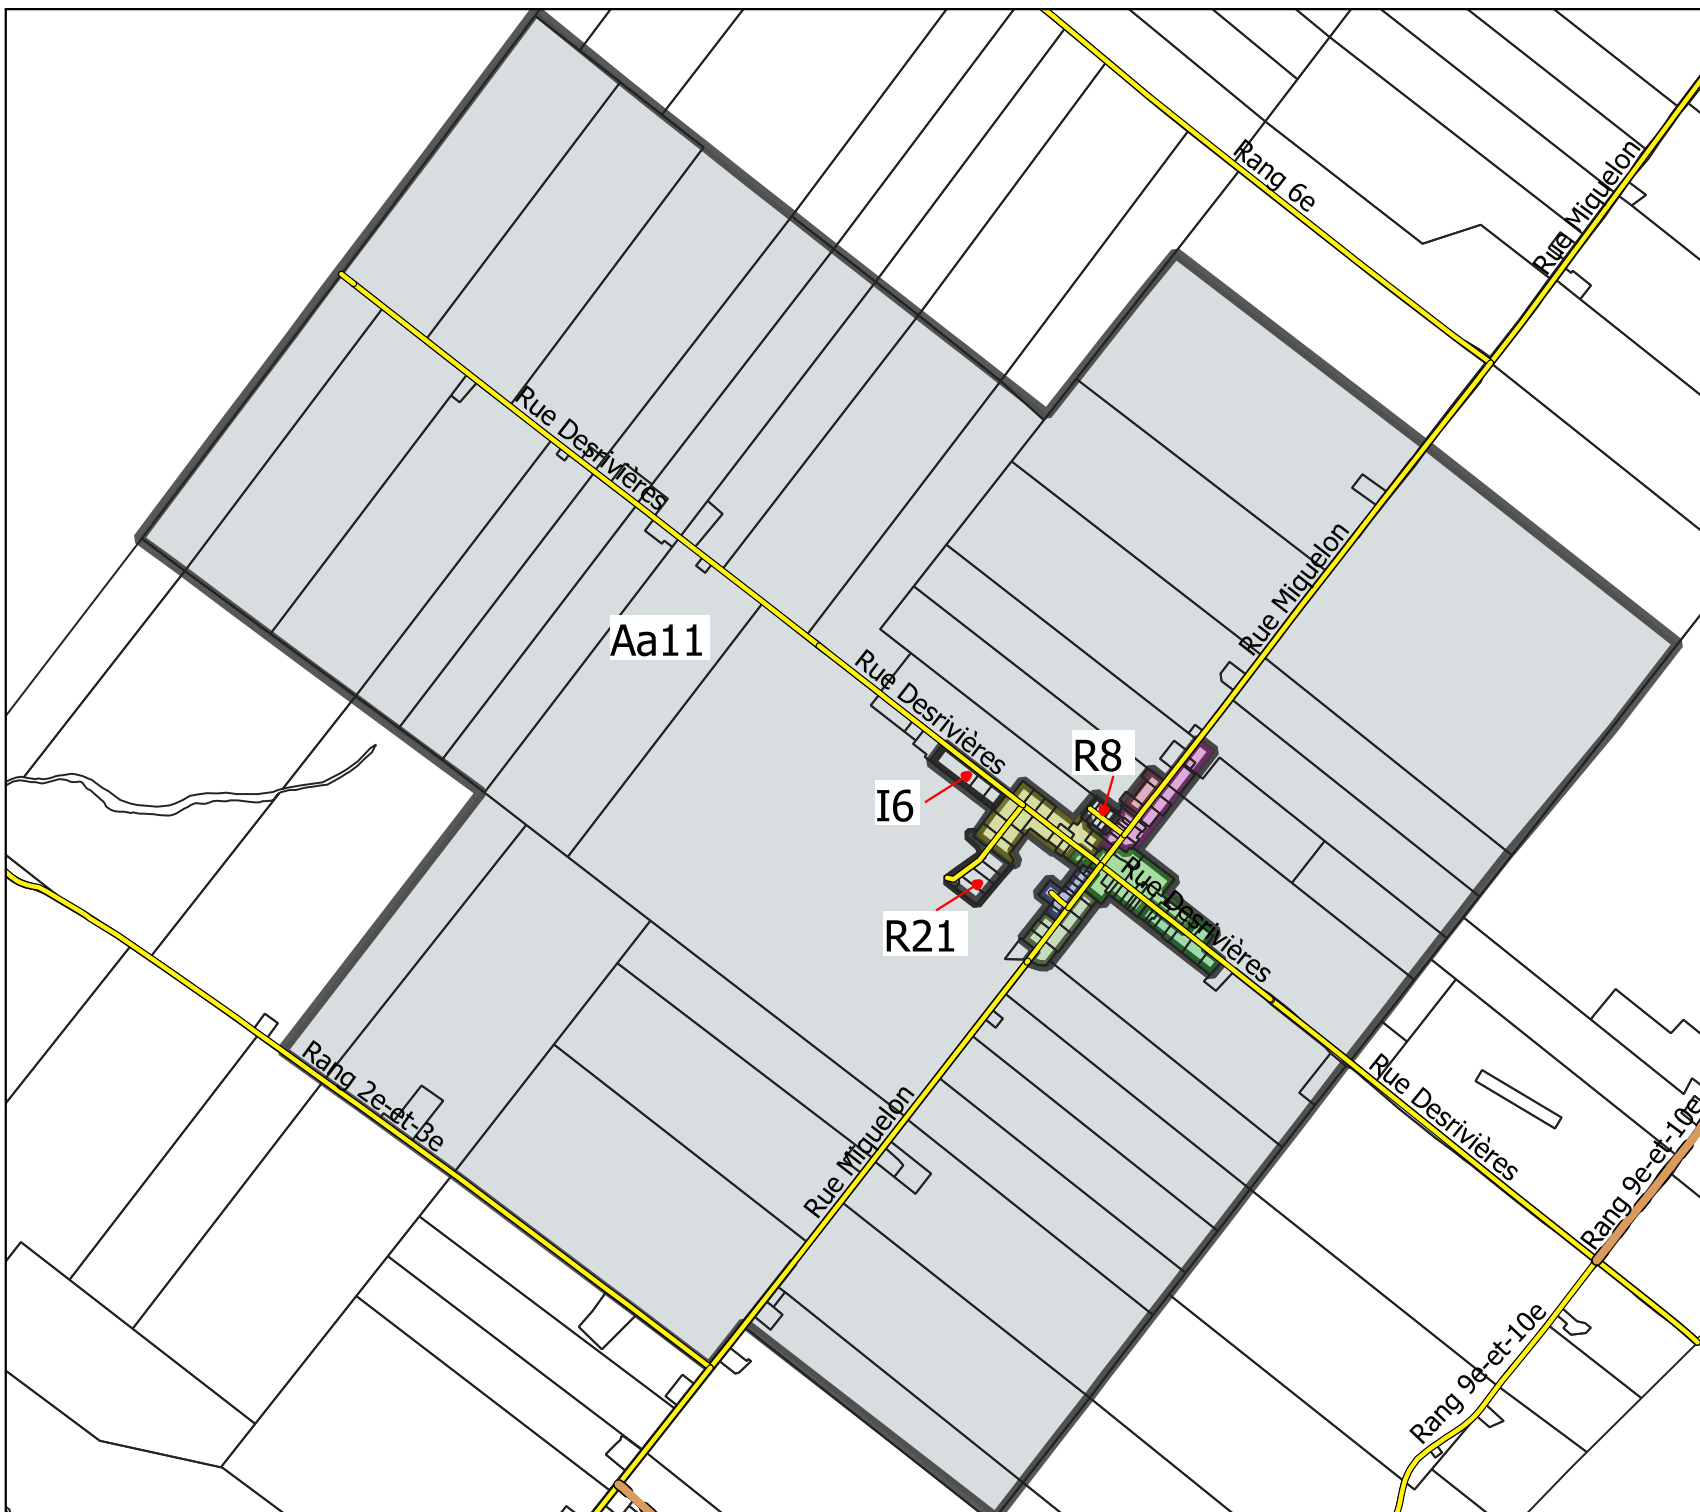 Rang 6e
Rue Miquelon
Rue Desrivières
Rue Miquelon
Aa11
Rue Desrivières
R8
I6
R21
Rue Desrivières
Rang 2e-et-3e
Rue Miquelon
Rue Desrivières
Rang 9e-et-10e
Rang 9e-et-10e